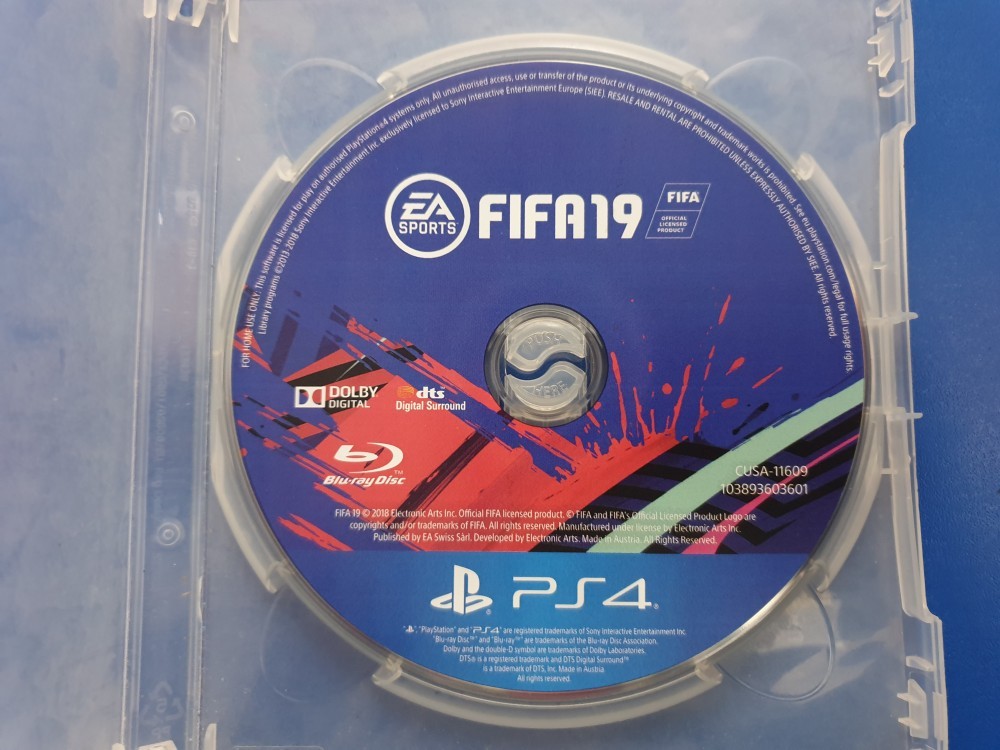 FOR HOME USE ONLY: This software is licensed for play on authorised PlayStation®4 systems only. All unauthorised access, use or transfer of the product or its underlying copyright and trademark works is prohibited. See eu.playstation.com/legal for full usage rights.
Library programs ©2013-2018 Sony Interactive Entertainment Inc. exclusively licensed to Sony Interactive Entertainment Europe (SIEE). RESALE AND RENTAL ARE PROHIBITED UNLESS EXPRESSLY AUTHORISED BY SIEE. All rights reserved.
EA
SPORTS
FIFA19
FIFA
OFFICIAL
LICENSED
PRODUCT
PUSH
HERE
DOLBY
DIGITAL
dts
Digital Surround
Blu-ray Disc™
CUSA-11609
103893603601
FIFA 19 © 2018 Electronic Arts Inc. Official FIFA licensed product. © FIFA and FIFA's Official Licensed Product Logo are
copyrights and/or trademarks of FIFA. All rights reserved. Manufactured under license by Electronic Arts Inc.
Published by EA Swiss Sàrl. Developed by Electronic Arts. Made in Austria. All Rights Reserved.
PS4®
"", "PlayStation" and "PS4" are registered trademarks of Sony Interactive Entertainment Inc.
"Blu-ray Disc™" and "Blu-ray™" are trademarks of the Blu-ray Disc Association.
Dolby and the double-D symbol are trademarks of Dolby Laboratories.
DTS® is a registered trademark and DTS Digital Surround™
is a trademark of DTS, Inc. Made in Austria.
All rights reserved.